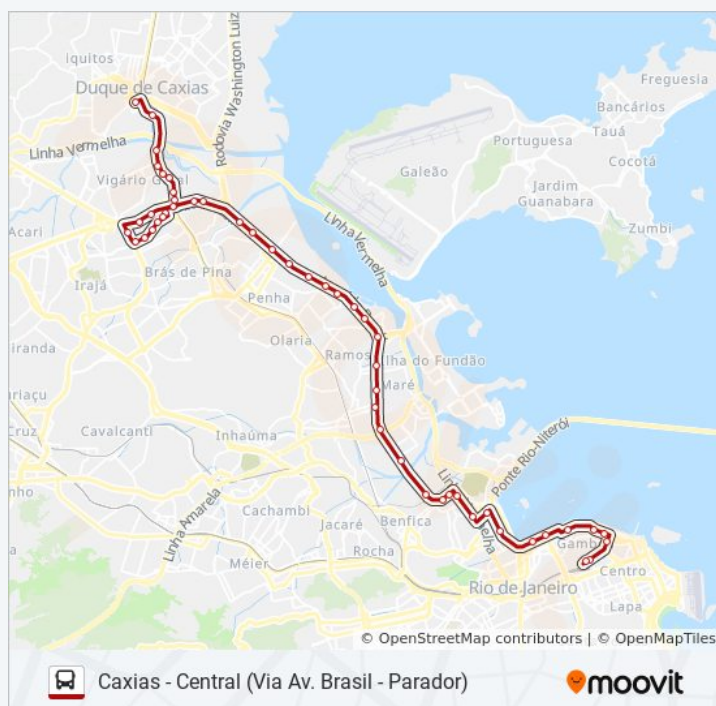 Iquitos
Duque de Caxias
Rodovia Washington Luiz
Linha Vermelha
Vigário Geral
Acari
Irajá
Brás de Pina
Penha
Olaria
Ramos
Ilha do Fundão
Maré
Galeão
Linha Vermelha
Freguesia
Bancários
Tauá
Portuguesa
Cocotá
Jardim
Guanabara
Zumbi
iranda
ariaçu
Cruz
Cavalcanti
Inhaúma
Linha Amarela
Cachambi
Jacaré
Benfica
Ponte Rio-Niterói
nho
Méier
Rocha
Rio de Janeiro
Centro
Lapa
© OpenStreetMap contributors | © OpenMapTiles
Caxias - Central (Via Av. Brasil - Parador)
moovit